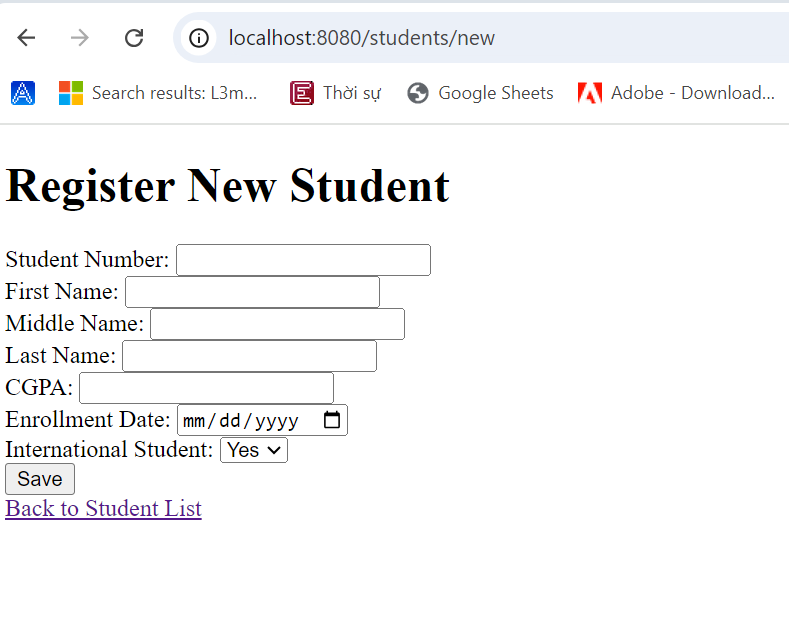 localhost:8080/students/new
Search results: L3m... Thời sự Google Sheets Adobe - Download...
Register New Student
Student Number:
First Name:
Middle Name:
Last Name:
CGPA:
Enrollment Date: mm/dd/yyyy
International Student: Yes
Save
Back to Student List